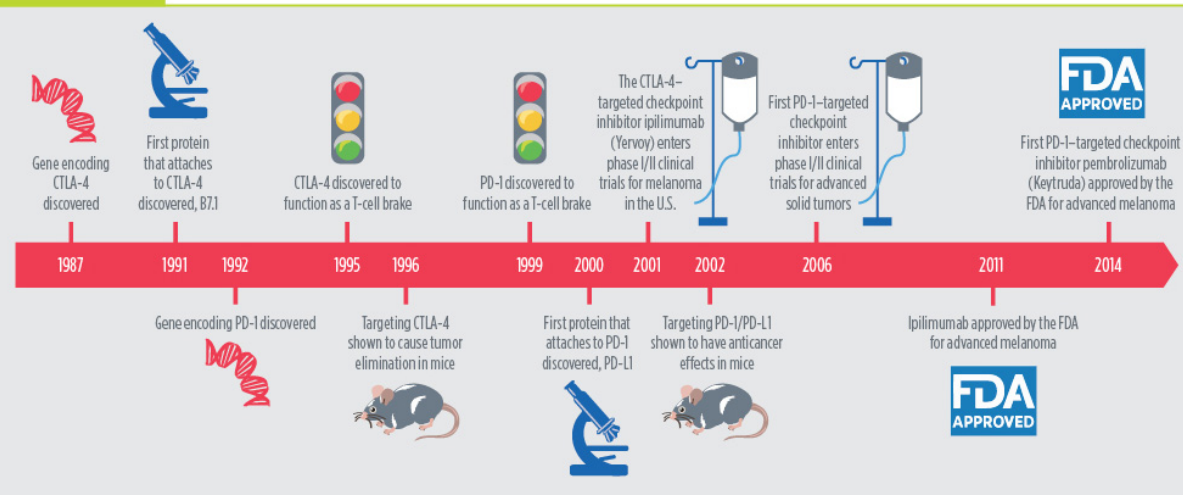 Gene encoding
CTLA-4
discovered
First protein
that attaches
to CTLA-4
discovered, B7.1
CTLA-4 discovered to
function as a T-cell brake
PD-1 discovered to
function as a T-cell brake
The CTLA-4–
targeted checkpoint
inhibitor ipilimumab
(Yervoy) enters
phase I/II clinical
trials for melanoma
in the U.S.
First PD-1–targeted
checkpoint
inhibitor enters
phase I/II clinical
trials for advanced
solid tumors
FDA
APPROVED
First PD-1–targeted checkpoint
inhibitor pembrolizumab
(Keytruda) approved by the
FDA for advanced melanoma
1987 1991 1992 1995 1996 1999 2000 2001 2002 2006 2011 2014
Gene encoding PD-1 discovered
Targeting CTLA-4
shown to cause tumor
elimination in mice
First protein that
attaches to PD-1
discovered, PD-L1
Targeting PD-1/PD-L1
shown to have anticancer
effects in mice
Ipilimumab approved by the FDA
for advanced melanoma
FDA
APPROVED